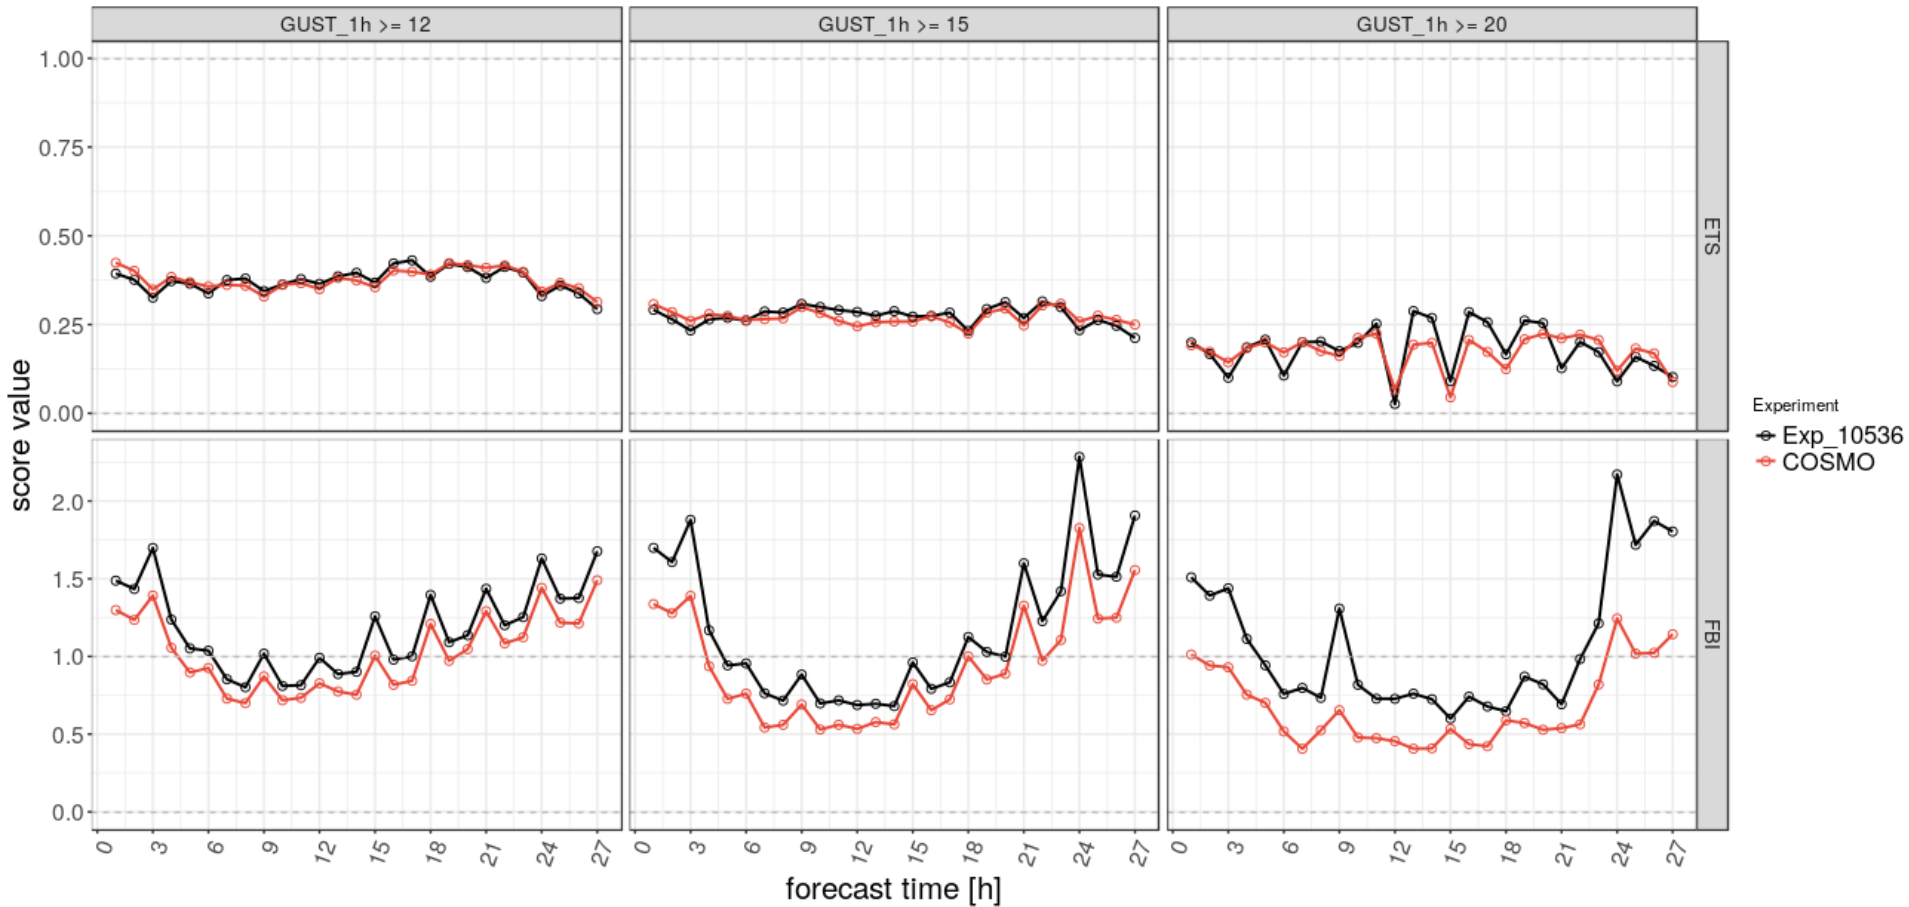 GUST_1h >= 12 GUST_1h >= 15 GUST_1h >= 20
1.00
0.75
0.50
0.25
0.00
ETS
2.0
1.5
1.0
0.5
0.0
FBI
score value
0 3 6 9 12 15 18 21 24 27 0 3 6 9 12 15 18 21 24 27 0 3 6 9 12 15 18 21 24 27
forecast time [h]
Experiment
Exp_10536
COSMO